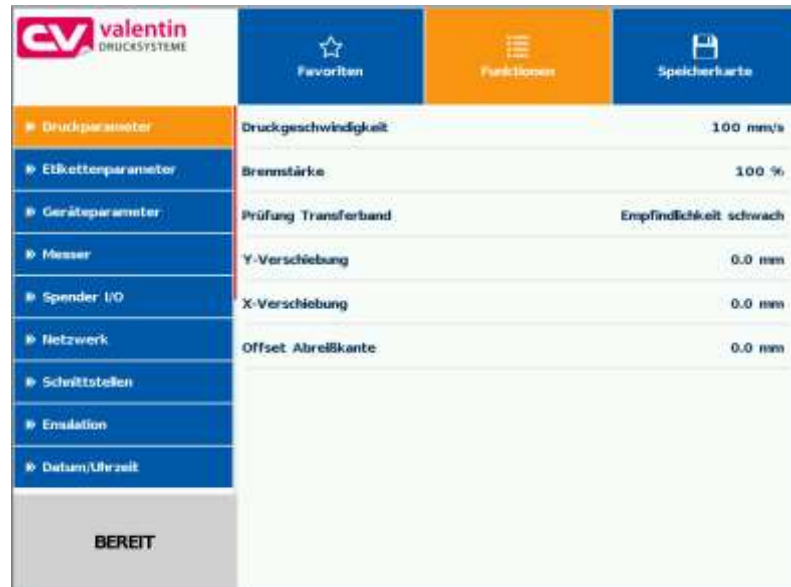 CV valentin
DRUCKSYSTEME
Favoriten
Funktionen
Speicherkarte
Druckparameter
Etikettenparameter
Geräteparameter
Messer
Spender I/O
Netzwerk
Schnittstellen
Emulation
Datum/Uhrzeit
BEREIT
Druckgeschwindigkeit 100 mm/s
Brennstärke 100 %
Prüfung Transferband Empfindlichkeit schwach
Y-Verschiebung 0.0 mm
X-Verschiebung 0.0 mm
Offset Abreißkante 0.0 mm